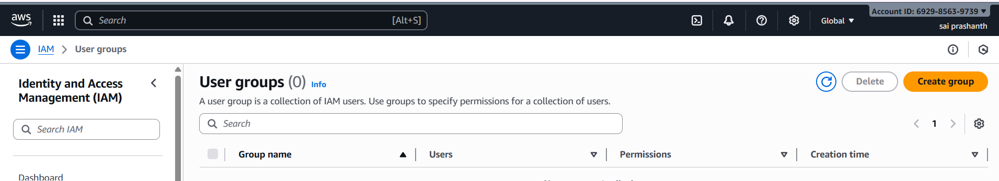 aws
Search [Alt+S]
Global
Account ID: 6929-8563-9739
sai prashanth
IAM > User groups
Identity and Access
Management (IAM)
Search IAM
Dashboard
User groups (0) Info
Delete
Create group
A user group is a collection of IAM users. Use groups to specify permissions for a collection of users.
Search
1
Group name Users Permissions Creation time